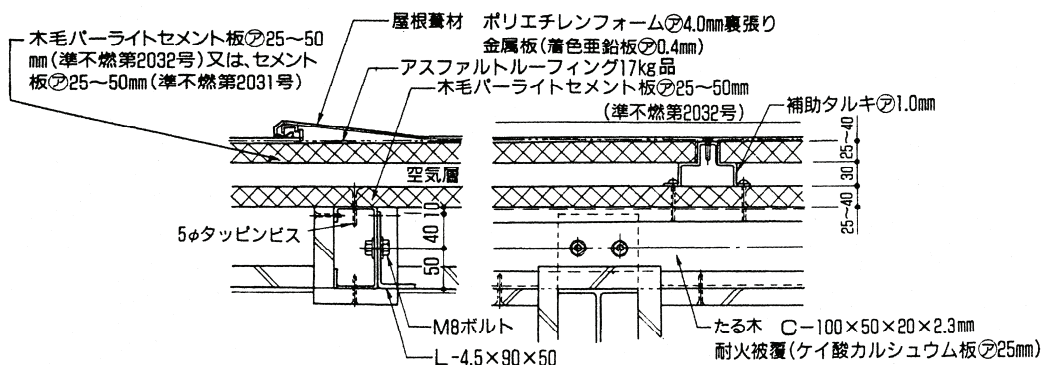 屋根葺材 ポリエチレンフォーム㋐4.0mm裏張り
金属板(着色亜鉛板㋐0.4mm)
木毛パーライトセメント板㋐25〜50
mm(準不燃第2032号)又は、セメント
板㋐25〜50mm(準不燃第2031号)
アスファルトルーフィング17kg品
木毛パーライトセメント板㋐25〜50mm
(準不燃第2032号)
補助タルキ㋐1.0mm
空気層
25〜40
30
25〜40
10
40
50
5φタッピンビス
M8ボルト
L-4.5×90×50
たる木 C-100×50×20×2.3mm
耐火被覆(ケイ酸カルシュウム板㋐25mm)